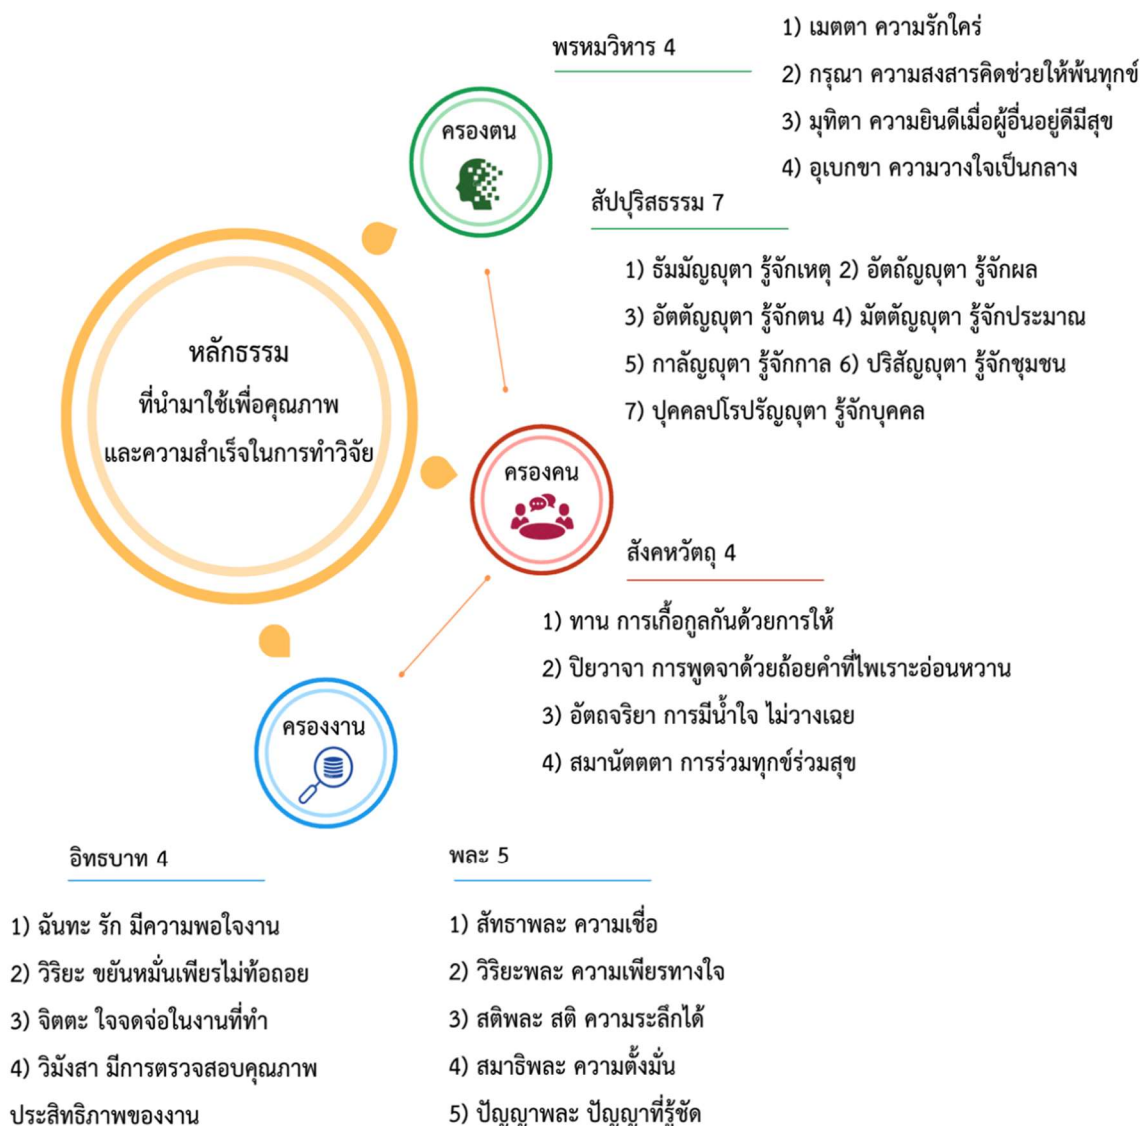 หลักธรรม
ที่นำมาใช้เพื่อคุณภาพ
และความสำเร็จในการทำวิจัย
ครองตน
พรหมวิหาร 4
1) เมตตา ความรักใคร่
2) กรุณา ความสงสารคิดช่วยให้พ้นทุกข์
3) มุทิตา ความยินดีเมื่อผู้อื่นอยู่ดีมีสุข
4) อุเบกขา ความวางใจเป็นกลาง
สัปปุริสธรรม 7
1) ธัมมัญญุตา รู้จักเหตุ 2) อัตถัญญุตา รู้จักผล
3) อัตตัญญุตา รู้จักตน 4) มัตตัญญุตา รู้จักประมาณ
5) กาลัญญุตา รู้จักกาล 6) ปริสัญญุตา รู้จักชุมชน
7) ปุคคลปโรปรัญญุตา รู้จักบุคคล
ครองคน
สังคหวัตถุ 4
1) ทาน การเกื้อกูลกันด้วยการให้
2) ปิยวาจา การพูดจาด้วยถ้อยคำที่ไพเราะอ่อนหวาน
3) อัตถจริยา การมีน้ำใจ ไม่วางเฉย
4) สมานัตตตา การร่วมทุกข์ร่วมสุข
ครองงาน
อิทธบาท 4
1) ฉันทะ รัก มีความพอใจงาน
2) วิริยะ ขยันหมั่นเพียรไม่ท้อถอย
3) จิตตะ ใจจดจ่อในงานที่ทำ
4) วิมังสา มีการตรวจสอบคุณภาพ
ประสิทธิภาพของงาน
พละ 5
1) สัทธาพละ ความเชื่อ
2) วิริยะพละ ความเพียรทางใจ
3) สติพละ สติ ความระลึกได้
4) สมาธิพละ ความตั้งมั่น
5) ปัญญาพละ ปัญญาที่รู้ชัด